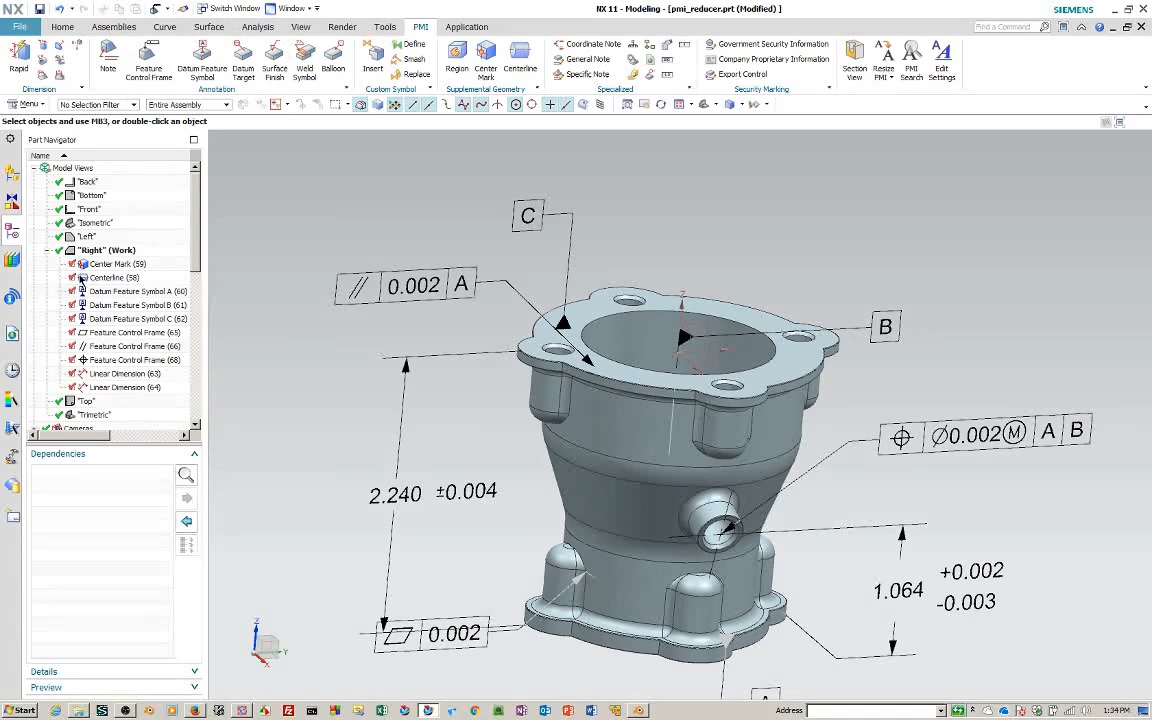 NX
Switch Window
Window
NX 11 - Modeling - [pmi_reducer.prt (Modified) ]
SIEMENS
File Home Assemblies Curve Surface Analysis View Render Tools PMI Application
Find a Command
Rapid
Note
Feature Control Frame
Datum Feature Symbol
Datum Target
Surface Finish
Weld Symbol
Balloon
Insert
Define
Smash
Replace
Region
Center Mark
Centerline
Coordinate Note
General Note
Specific Note
Government Security Information
Company Proprietary Information
Export Control
Section View
Resize PMI
PMI Search
Edit Settings
Dimension Annotation Custom Symbol Supplemental Geometry Specialized Security Marking
Menu
No Selection Filter
Entire Assembly
Select objects and use MB3, or double-click an object
Part Navigator
Name
Model Views
"Back"
"Bottom"
"Front"
"Isometric"
"Left"
"Right" (Work)
Center Mark (59)
Centerline (58)
Datum Feature Symbol A (60)
Datum Feature Symbol B (61)
Datum Feature Symbol C (62)
Feature Control Frame (65)
Feature Control Frame (66)
Feature Control Frame (68)
Linear Dimension (63)
Linear Dimension (64)
"Top"
"Trimetric"
Cameras
Dependencies
Details
Preview
C
// 0.002 A
B
⌖ ∅0.002Ⓜ A B
2.240 ±0.004
1.064 +0.002
-0.003
⏥ 0.002
A
Z
Z
Y
X
Start
Address
1:34 PM